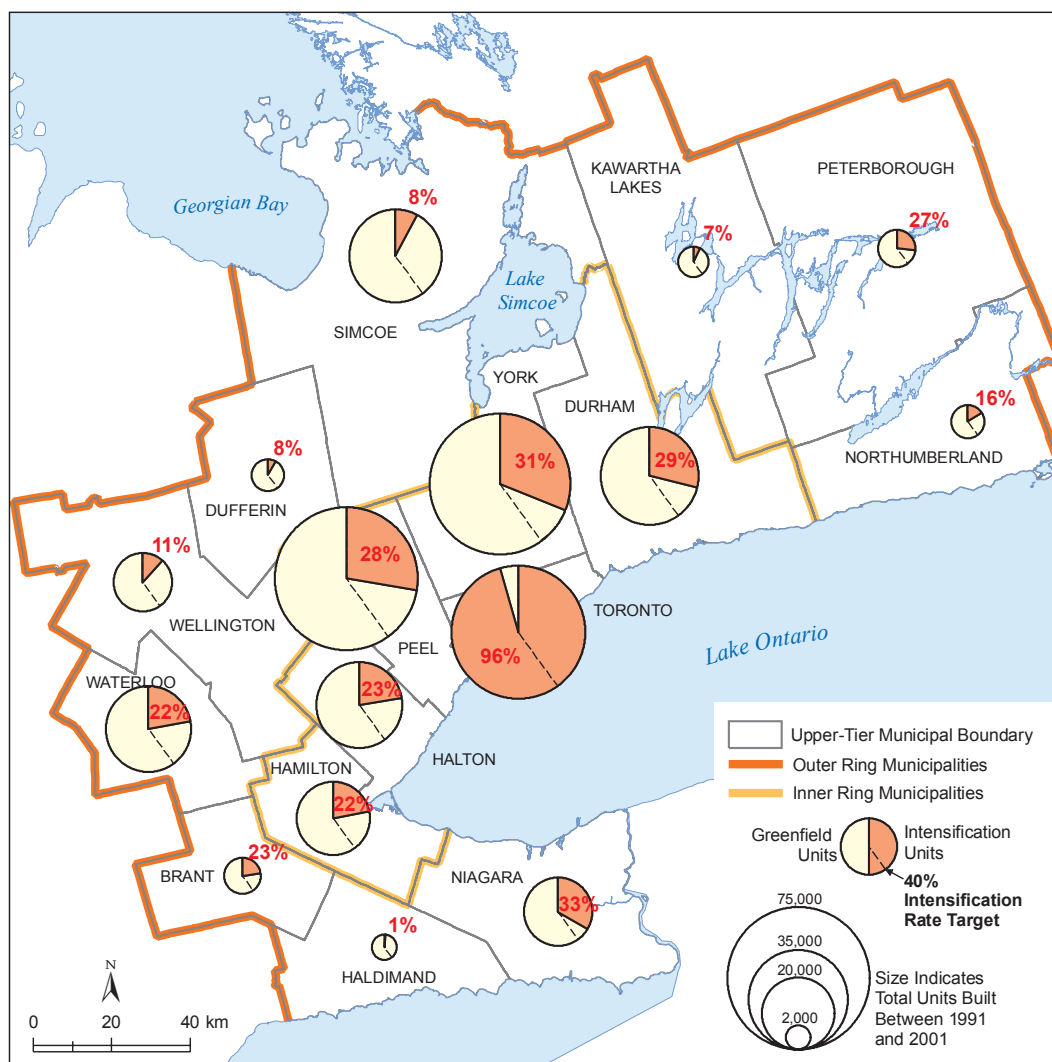 Georgian Bay
8%
SIMCOE
Lake
Simcoe
KAWARTHA
LAKES
7%
PETERBOROUGH
27%
16%
NORTHUMBERLAND
YORK
31%
DURHAM
29%
8%
DUFFERIN
11%
WELLINGTON
28%
PEEL
96%
TORONTO
Lake Ontario
WATERLOO
22%
23%
HALTON
HAMILTON
22%
BRANT
23%
NIAGARA
33%
1%
HALDIMAND
N
0 20 40 km
Upper-Tier Municipal Boundary
Outer Ring Municipalities
Inner Ring Municipalities
Greenfield
Units
Intensification
Units
40%
Intensification
Rate Target
75,000
35,000
20,000
2,000
Size Indicates
Total Units Built
Between 1991
and 2001